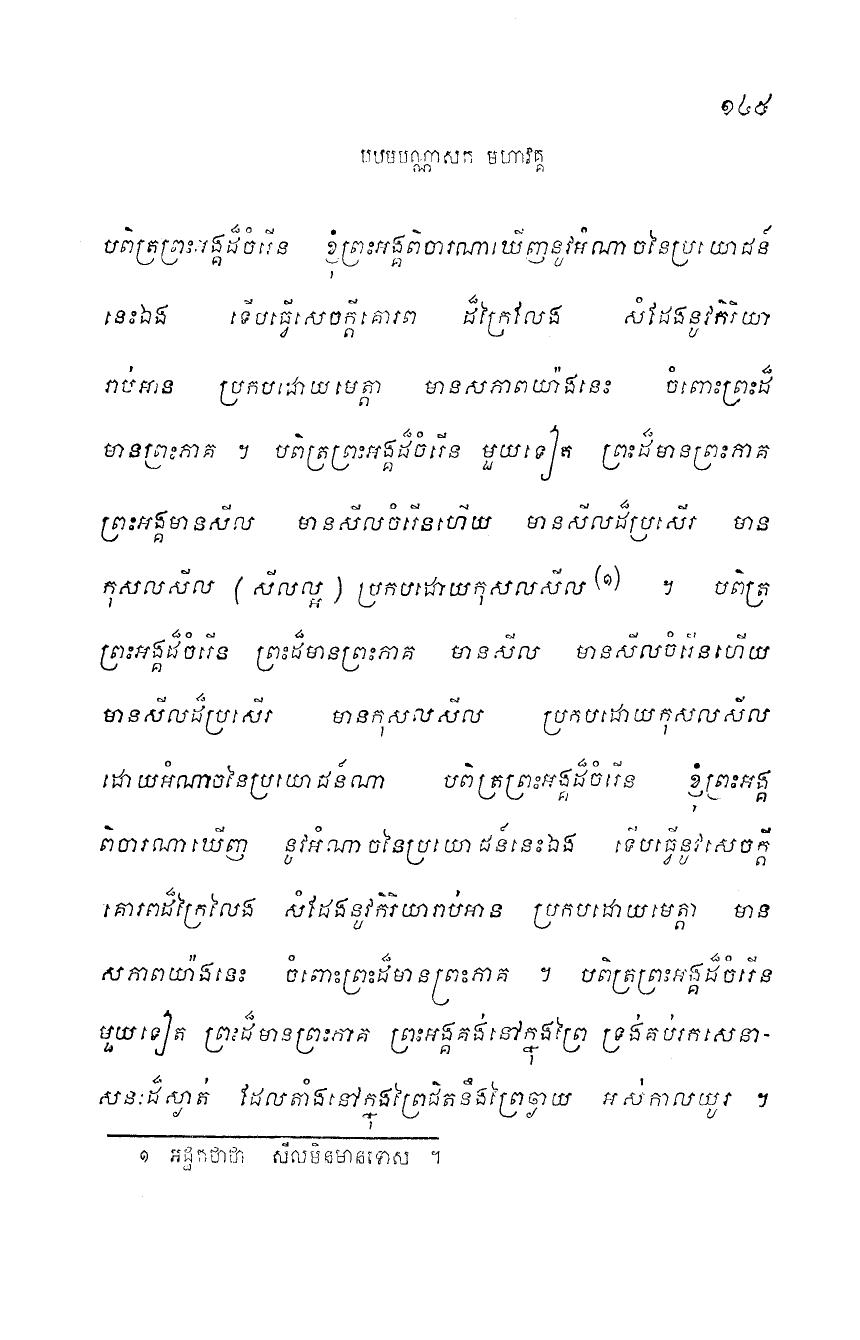 ១៤៥
បឋមបណ្ណាសក មហាវគ្គ
បពិត្រព្រះអង្គដ៏ចំរើន ខ្ញុំព្រះអង្គពិចារណាឃើញនូវអំណាចនៃប្រយោជន៍
នេះឯង ទើបធ្វើសេចក្តីគោរព ដ៏ក្រៃលែង សំដែងនូវកិរិយា
រាប់អាន ប្រកបដោយមេត្តា មានសភាពយ៉ាងនេះ ចំពោះព្រះដ៏
មានព្រះភាគ ។ បពិត្រព្រះអង្គដ៏ចំរើន មួយទៀត ព្រះដ៏មានព្រះភាគ
ព្រះអង្គមានសីល មានសីលចំរើនហើយ មានសីលដ៏ប្រសើរ មាន
កុសលសីល ( សីលល្អ ) ប្រកបដោយកុសលសីល (១) ។ បពិត្រ
ព្រះអង្គដ៏ចំរើន ព្រះដ៏មានព្រះភាគ មានសីល មានសីលចំរើនហើយ
មានសីលដ៏ប្រសើរ មានកុសលសីល ប្រកបដោយកុសលសីល
ដោយអំណាចនៃប្រយោជន៍ណា បពិត្រព្រះអង្គដ៏ចំរើន ខ្ញុំព្រះអង្គ
ពិចារណាឃើញ នូវអំណាចនៃប្រយោជន៍នេះឯង ទើបធ្វើនូវសេចក្តី
គោរពដ៏ក្រៃលែង សំដែងនូវកិរិយារាប់អាន ប្រកបដោយមេត្តា មាន
សភាពយ៉ាងនេះ ចំពោះព្រះដ៏មានព្រះភាគ ។ បពិត្រព្រះអង្គដ៏ចំរើន
មួយទៀត ព្រះដ៏មានព្រះភាគ ព្រះអង្គគង់នៅក្នុងព្រៃ ទ្រង់គប់រកសេនា-
សនៈដ៏ស្ងាត់ ដែលតាំងនៅក្នុងព្រៃជិតនឹងព្រៃឆ្ងាយ អស់កាលយូរ ។
១ អដ្ឋកថាថា សីលមិនមានទោស ។